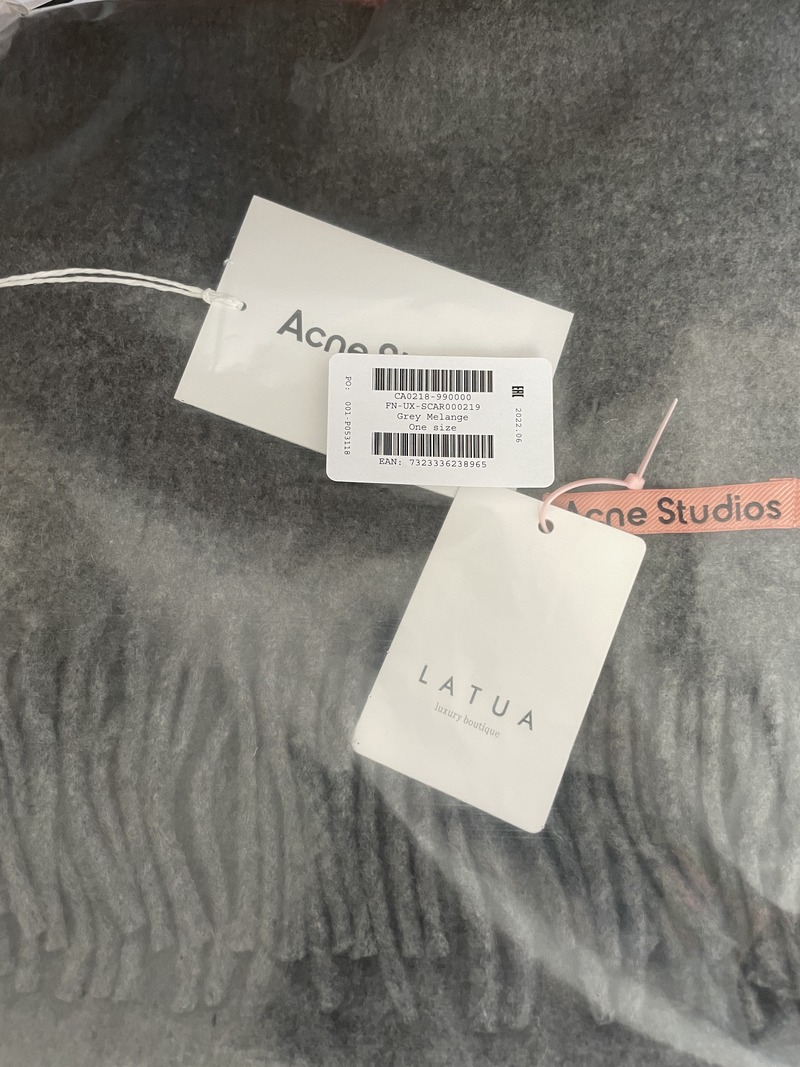 Acne
PO: 001 P053118
CA0218-990000
FN-UX-SCAR000219
Grey Melange
One size
EAN: 7323336238965
EAC
2022.06
Acne Studios
LATUA
luxury boutique